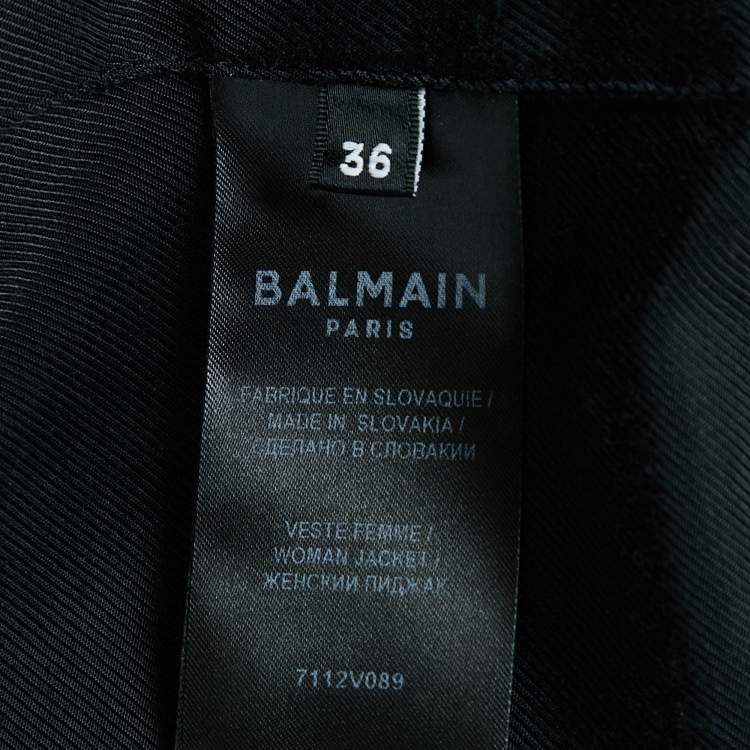 36
BALMAIN
PARIS
FABRIQUE EN SLOVAQUIE /
MADE IN SLOVAKIA /
СДЕЛАНО В СЛОВАКИИ
VESTE FEMME /
WOMAN JACKET /
ЖЕНСКИЙ ПИДЖАК
7112V089